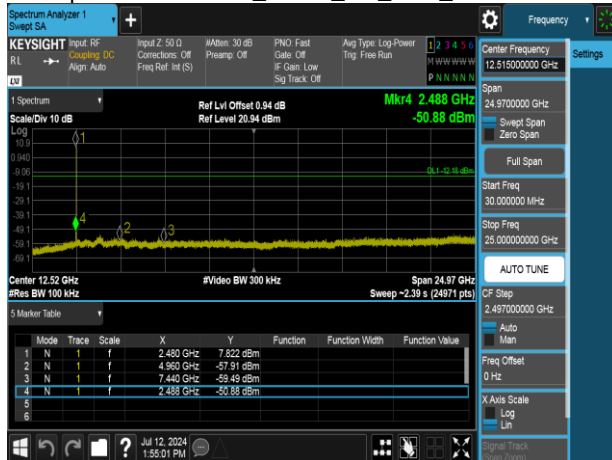 Spectrum Analyzer 1
Swept SA
Frequency
KEYSIGHT
RL
LXI
Input: RF
Coupling: DC
Align: Auto
Input Z: 50 Ω
Corrections: Off
Freq Ref: Int (S)
#Atten: 30 dB
Preamp: Off
PNO: Fast
Gate: Off
IF Gain: Low
Sig Track: Off
Avg Type: Log-Power
Trig: Free Run
1 2 3 4 5 6
M W W W W W
P N N N N N
1 Spectrum
Scale/Div 10 dB
Ref Lvl Offset 0.94 dB
Ref Level 20.94 dBm
Mkr4 2.488 GHz
-50.88 dBm
Log
10.9
0.940
-9.06
-19.1
-29.1
-39.1
-49.1
-59.1
-69.1
1
4
2
3
DL1 -12.18 dBm
Center 12.52 GHz
#Res BW 100 kHz
#Video BW 300 kHz
Span 24.97 GHz
Sweep ~2.39 s (24971 pts)
5 Marker Table
Mode Trace Scale X Y Function Function Width Function Value
1 N 1 f 2.480 GHz 7.822 dBm
2 N 1 f 4.960 GHz -57.91 dBm
3 N 1 f 7.440 GHz -59.49 dBm
4 N 1 f 2.488 GHz -50.88 dBm
5
6
?
Jul 12, 2024
1:55:01 PM
Center Frequency
12.515000000 GHz
Settings
Span
24.9700000 GHz
Swept Span
Zero Span
Full Span
Start Freq
30.000000 MHz
Stop Freq
25.000000000 GHz
AUTO TUNE
CF Step
2.497000000 GHz
Auto
Man
Freq Offset
0 Hz
X Axis Scale
Log
Lin
Signal Track
(Span Zoom)